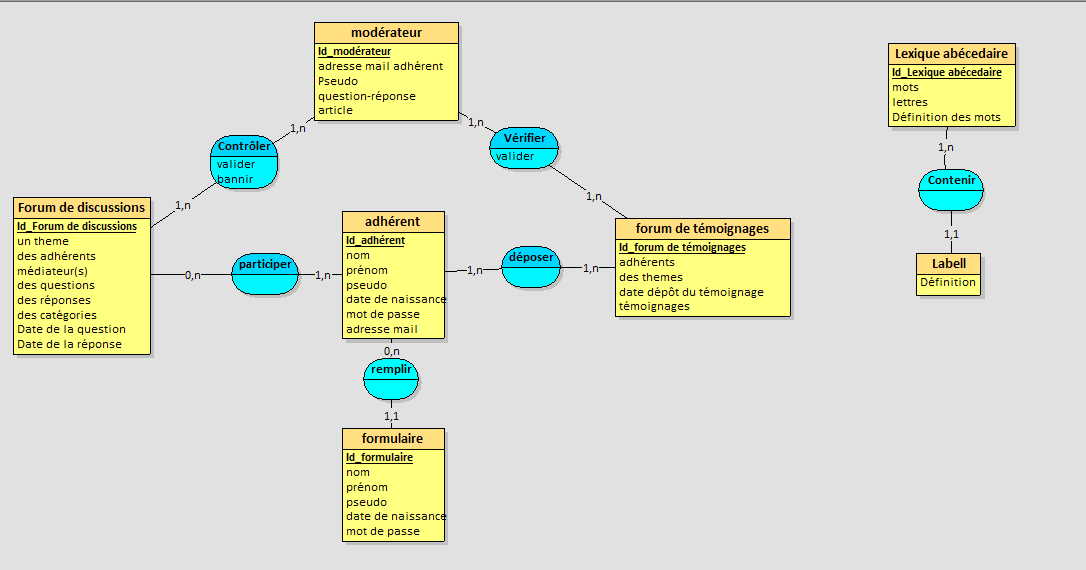 modérateur
Id_modérateur
adresse mail adhérent
Pseudo
question-réponse
article
Lexique abécedaire
Id_Lexique abécedaire
mots
lettres
Définition des mots
1,n
1,n
Contrôler
valider
bannir
Vérifier
valider
1,n
1,n
1,n
Contenir
1,1
Forum de discussions
Id_Forum de discussions
un theme
des adhérents
médiateur(s)
des questions
des réponses
des catégories
Date de la question
Date de la réponse
0,n
participer
1,n
adhérent
Id_adhérent
nom
prénom
pseudo
date de naissance
mot de passe
adresse mail
1,n
déposer
1,n
forum de témoignages
Id_forum de témoignages
adhérents
des themes
date dépôt du témoignage
témoignages
Labell
Définition
0,n
remplir
1,1
formulaire
Id_formulaire
nom
prénom
pseudo
date de naissance
mot de passe